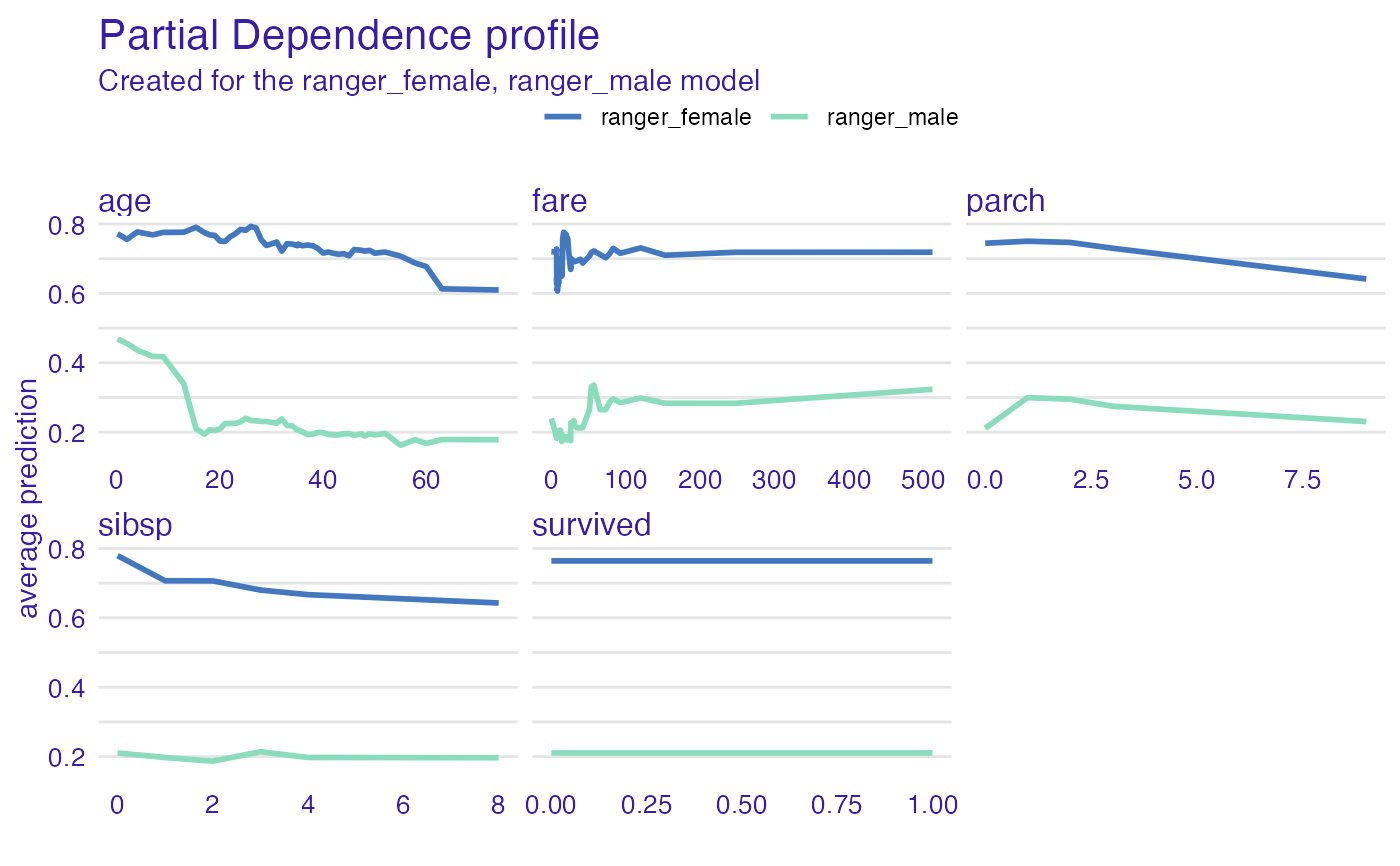 Partial Dependence profile
Created for the ranger_female, ranger_male model
ranger_female ranger_male
age fare parch
0.8
0.6
0.4
0.2
0 20 40 60 0 100 200 300 400 500 0.0 2.5 5.0 7.5
average prediction
sibsp survived
0.8
0.6
0.4
0.2
0 2 4 6 8 0.00 0.25 0.50 0.75 1.00